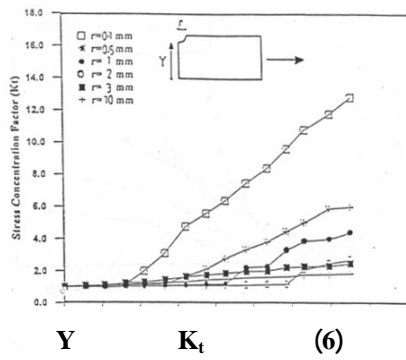 18.0
16.0
14.0
12.0
10.0
8.0
6.0
4.0
2.0
0.0
Stress Concentration Factor (Kt)
r=0.1 mm
r=0.5 mm
r= 1 mm
r= 2 mm
r= 3 mm
r=10 mm
r
Y
Y Kt (6)